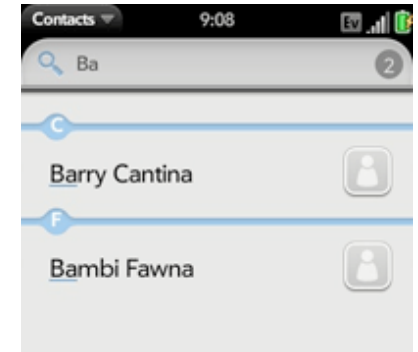 Contacts 9:08 Ev
Ba 2
C
Barry Cantina
F
Bambi Fawna